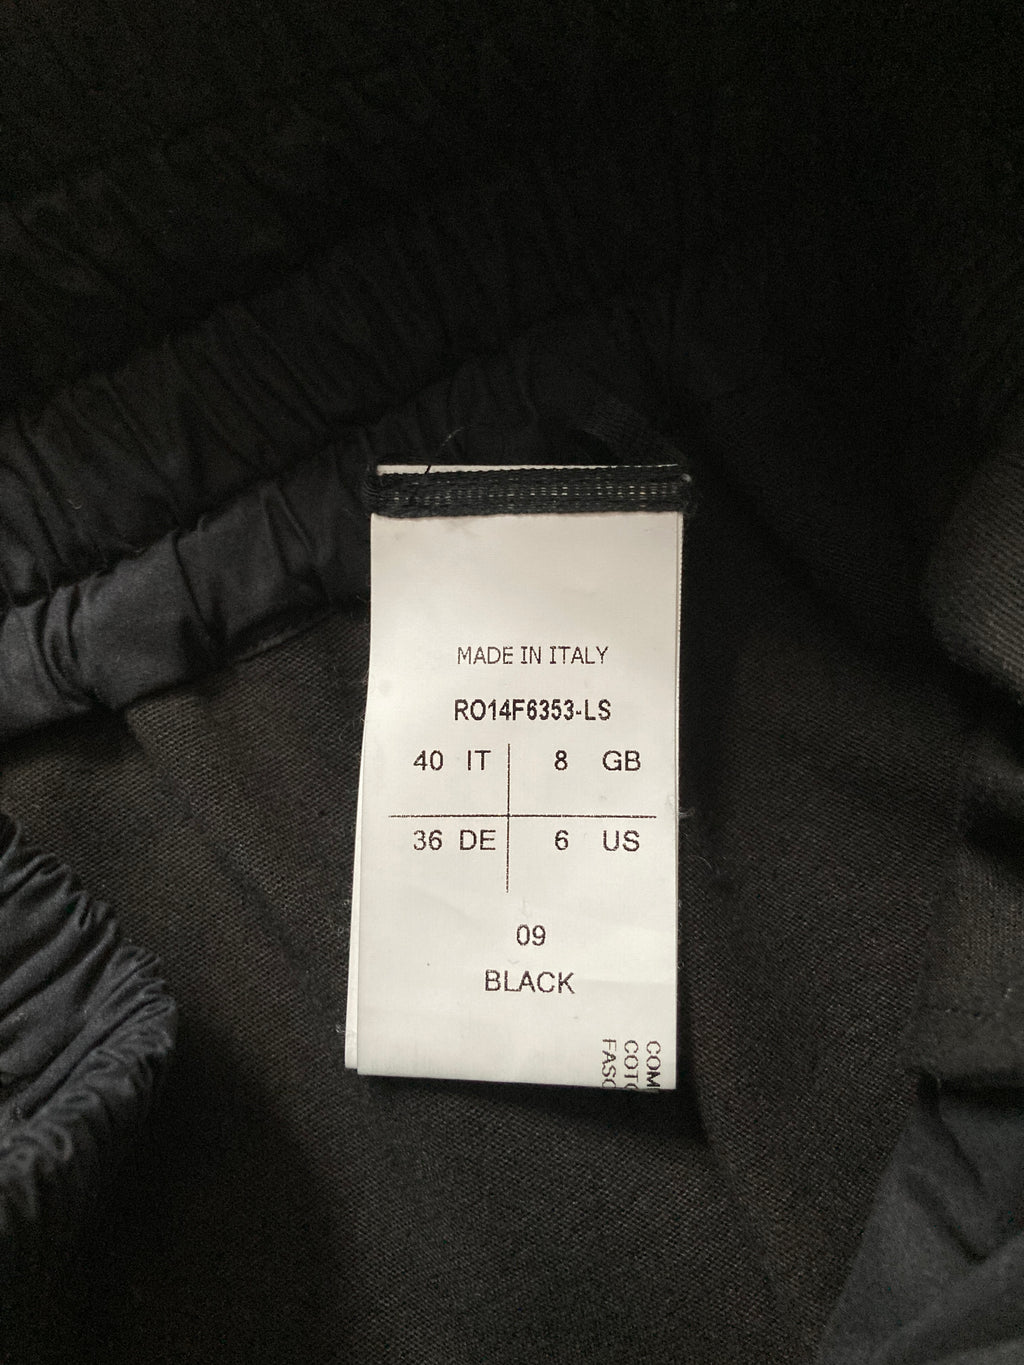 MADE IN ITALY
RO14F6353-LS
40 IT 8 GB
36 DE 6 US
09
BLACK